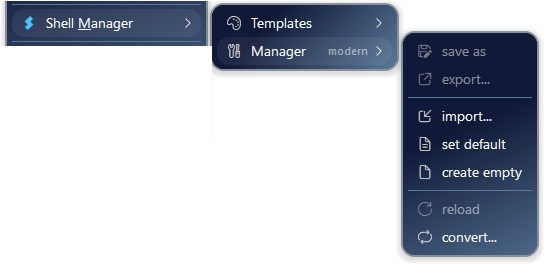 Shell Manager
Templates
Manager modern
save as
export...
import...
set default
create empty
reload
convert...